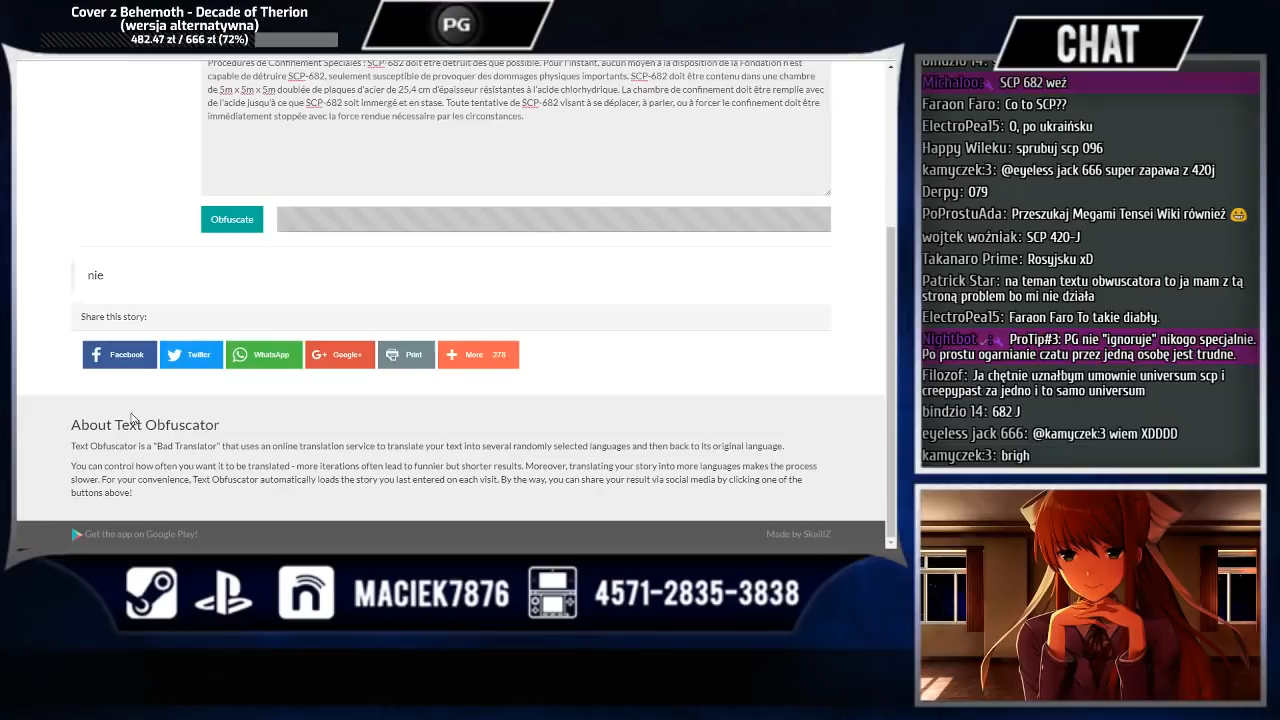 Cover z Behemoth - Decade of Therion
(wersja alternatywna)
482.47 zł / 666 zł (72%)
PG
CHAT
Procédures de Confinement Spéciales : SCP-682 doit être détruit dès que possible. Pour l'instant, aucun moyen à la disposition de la Fondation n'est
capable de détruire SCP-682, seulement susceptible de provoquer des dommages physiques importants. SCP-682 doit être contenu dans une chambre
de 5mx5mx5m doublée de plaques d'acier de 25,4 cm d'épaisseur résistantes à l'acide chlorhydrique. La chambre de confinement doit être remplie avec
de l'acide jusqu'à ce que SCP-682 soit immergé et en stase. Toute tentative de SCP-682 visant à se déplacer, à parler, ou à forcer le confinement doit être
immédiatement stoppée avec la force rendue nécessaire par les circonstances.
Obfuscate
nie
Share this story:
Facebook
Twitter
WhatsApp
Google+
Print
More 278
About Text Obfuscator
Text Obfuscator is a "Bad Translator" that uses an online translation service to translate your text into several randomly selected languages and then back to its original language.
You can control how often you want it to be translated - more iterations often lead to funnier but shorter results. Moreover, translating your story into more languages makes the process
slower. For your convenience, Text Obfuscator automatically loads the story you last entered on each visit. By the way, you can share your result via social media by clicking one of the
buttons above!
Get the app on Google Play!
Made by SkallZ
bindzio 14:
Michaloo: SCP 682 weź
Faraon Faro: Co to SCP??
ElectroPea15: O, po ukraińsku
Happy Wileku: sprubuj scp 096
kamyczek:3: @eyeless jack 666 super zapawa z 420j
Derpy: 079
PoProstuAda: Przeszukaj Megami Tensei Wiki również
wojtek woźniak: SCP 420-J
Takanaro Prime: Rosyjsku xD
Patrick Star: na teman textu obwuscatora to ja mam z tą
stroną problem bo mi nie działa
ElectroPea15: Faraon Faro To takie diabły.
Nightbot : ProTip#3: PG nie "ignoruje" nikogo specjalnie.
Po prostu ogarnianie czatu przez jedną osobę jest trudne.
Filozof: Ja chętnie uznałbym umownie universum scp i
creepypast za jedno i to samo universum
bindzio 14: 682 J
eyeless jack 666: @kamyczek:3 wiem XDDDD
kamyczek:3: brigh
MACIEK7876
4571-2835-3838